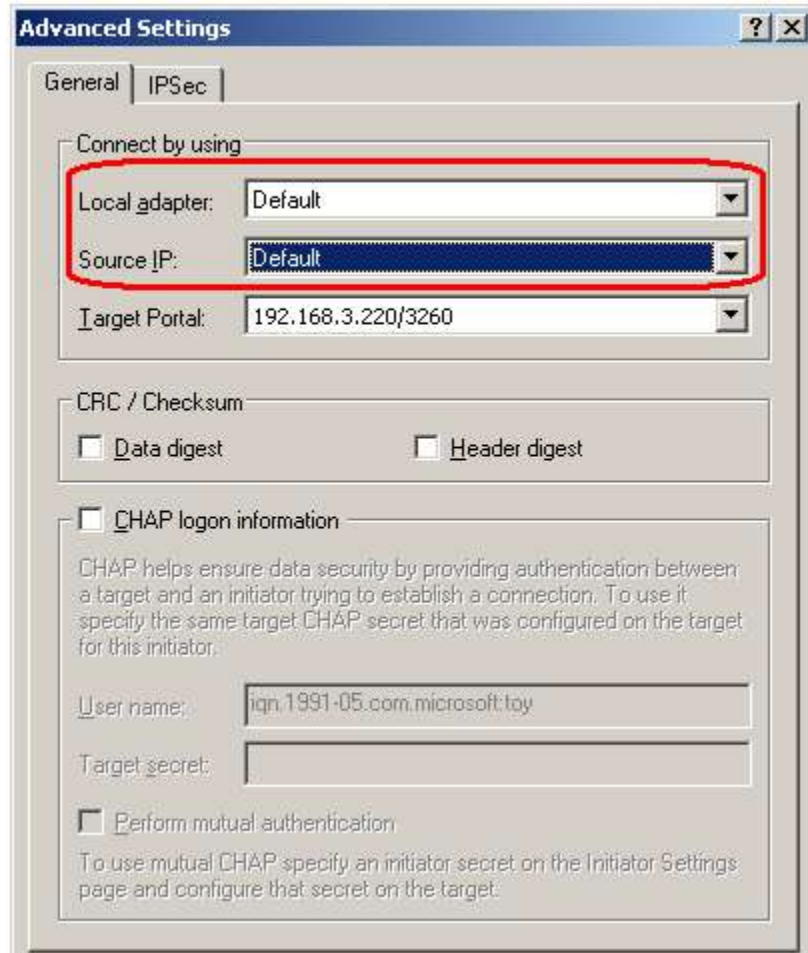 Advanced Settings
General
IPSec
Connect by using
Local adapter:
Default
Source IP:
Default
Target Portal:
192.168.3.220/3260
CRC / Checksum
Data digest
Header digest
CHAP logon information
CHAP helps ensure data security by providing authentication between
a target and an initiator trying to establish a connection. To use it
specify the same target CHAP secret that was configured on the target
for this initiator.
User name:
iqn.1991-05.com.microsoft:toy
Target secret:
Perform mutual authentication
To use mutual CHAP specify an initiator secret on the Initiator Settings
page and configure that secret on the target.